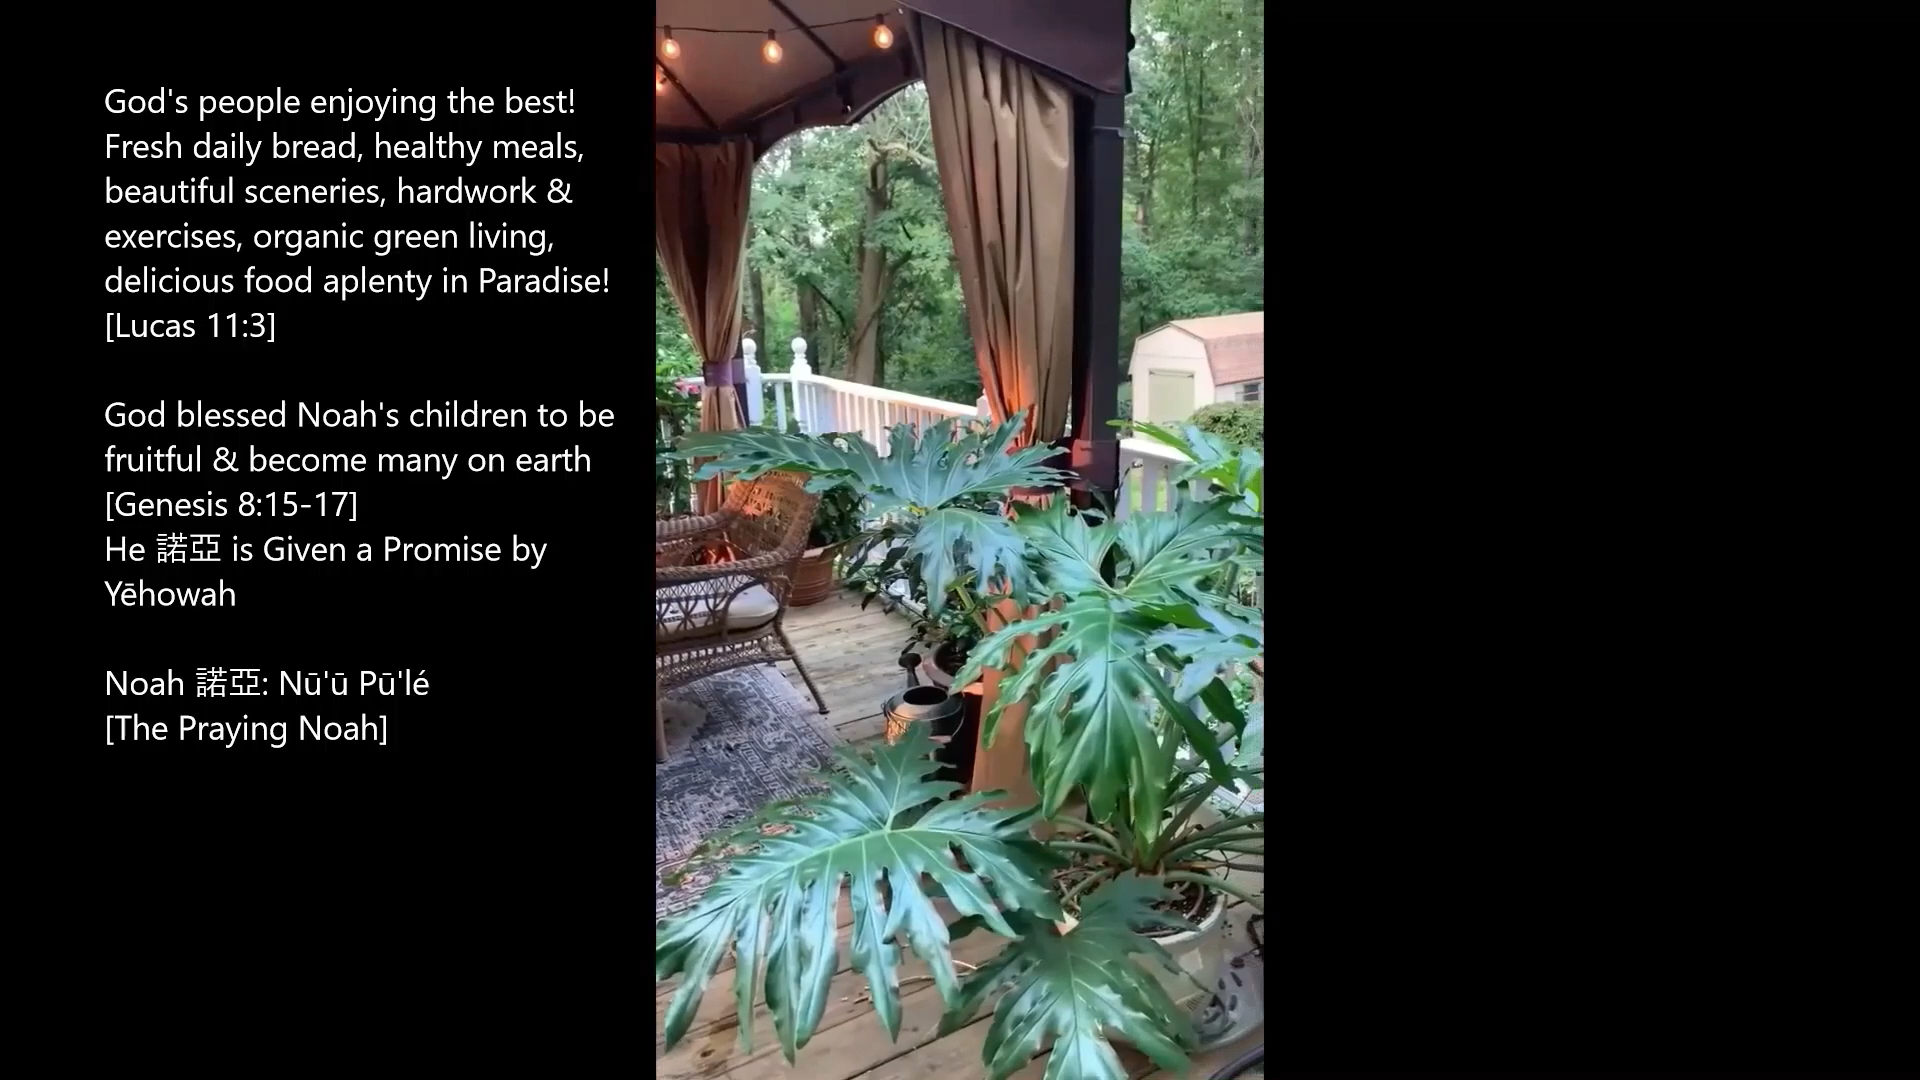 God's people enjoying the best!
Fresh daily bread, healthy meals,
beautiful sceneries, hardwork &
exercises, organic green living,
delicious food aplenty in Paradise!
[Lucas 11:3]
God blessed Noah's children to be
fruitful & become many on earth
[Genesis 8:15-17]
He 諾亞 is Given a Promise by
Yēhowah
Noah 諾亞: Nū'ū Pū'lé
[The Praying Noah]